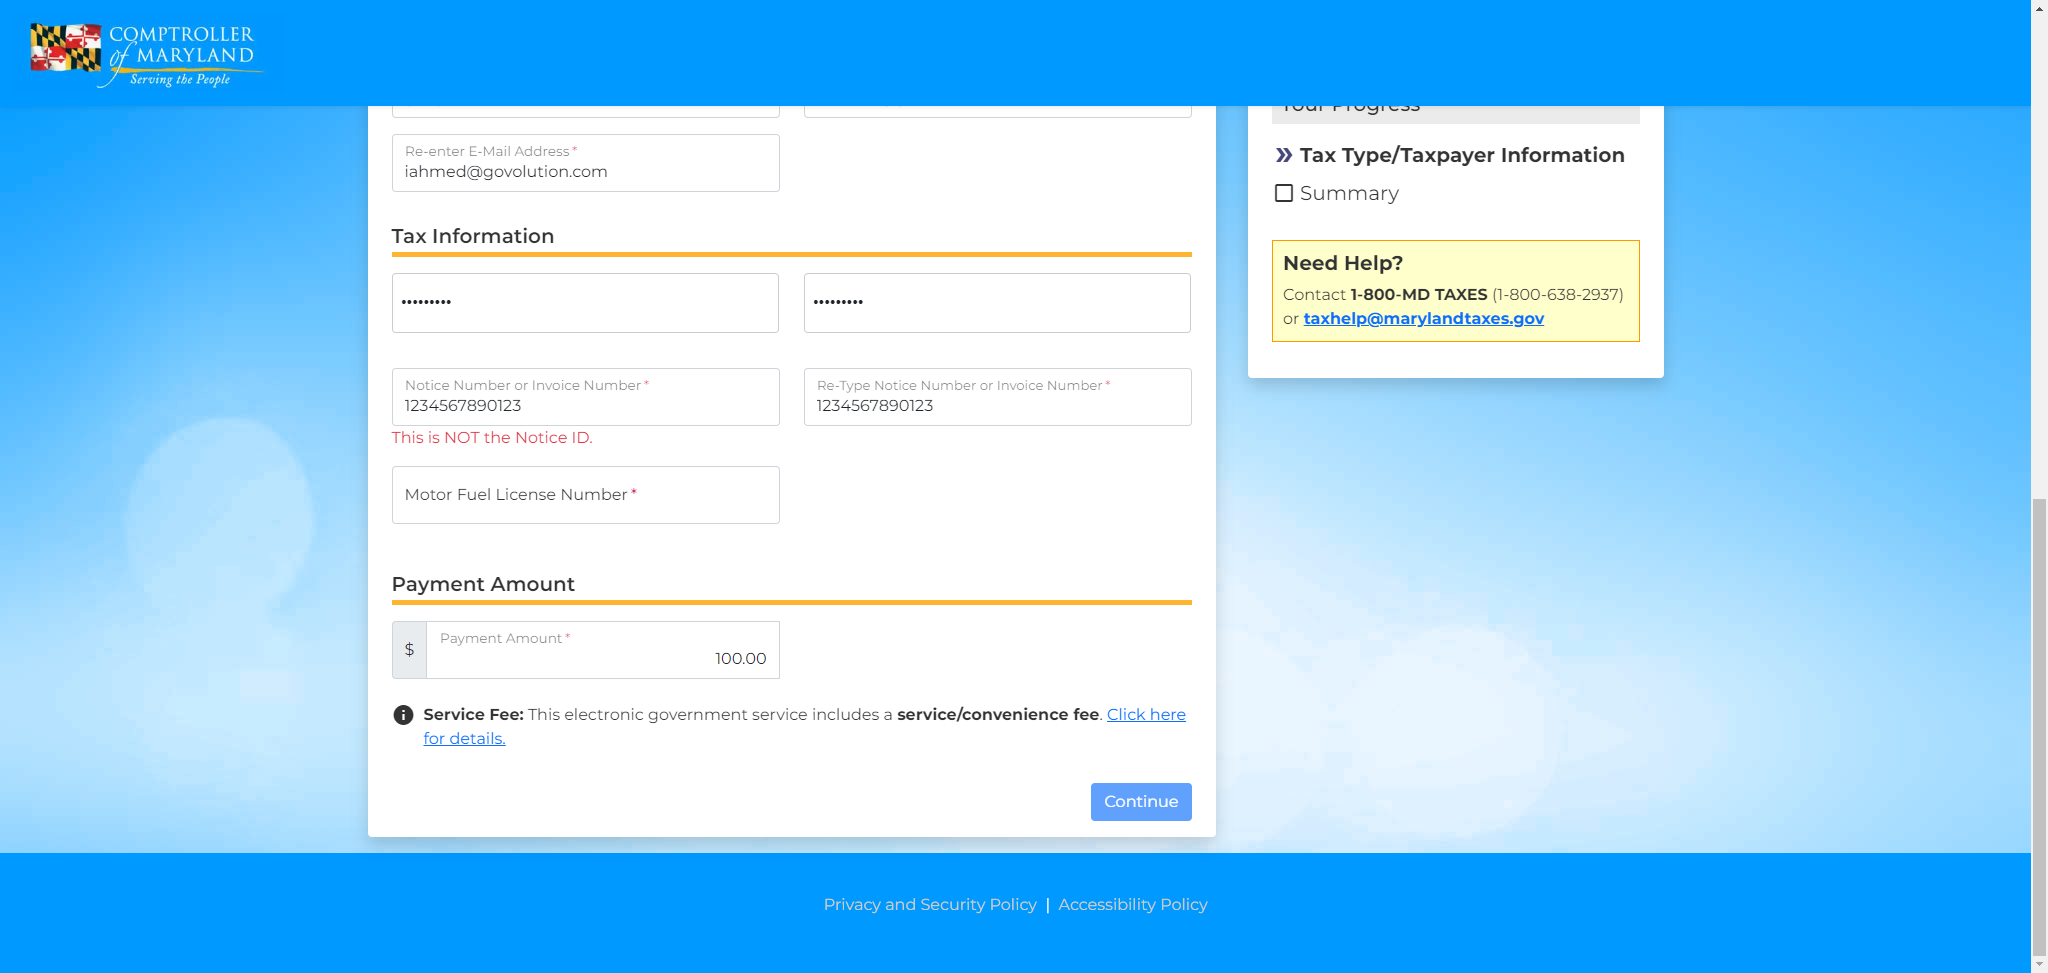 COMPTROLLER
of MARYLAND
Serving the People
Your Progress
Re-enter E-Mail Address *
iahmed@govolution.com
Tax Type/Taxpayer Information
Summary
Tax Information
Need Help?
Contact 1-800-MD TAXES (1-800-638-2937)
or taxhelp@marylandtaxes.gov
••••••••• •••••••••
Notice Number or Invoice Number * Re-Type Notice Number or Invoice Number *
1234567890123 1234567890123
This is NOT the Notice ID.
Motor Fuel License Number *
Payment Amount
$ Payment Amount *
100.00
Service Fee: This electronic government service includes a service/convenience fee. Click here
for details.
Continue
Privacy and Security Policy | Accessibility Policy